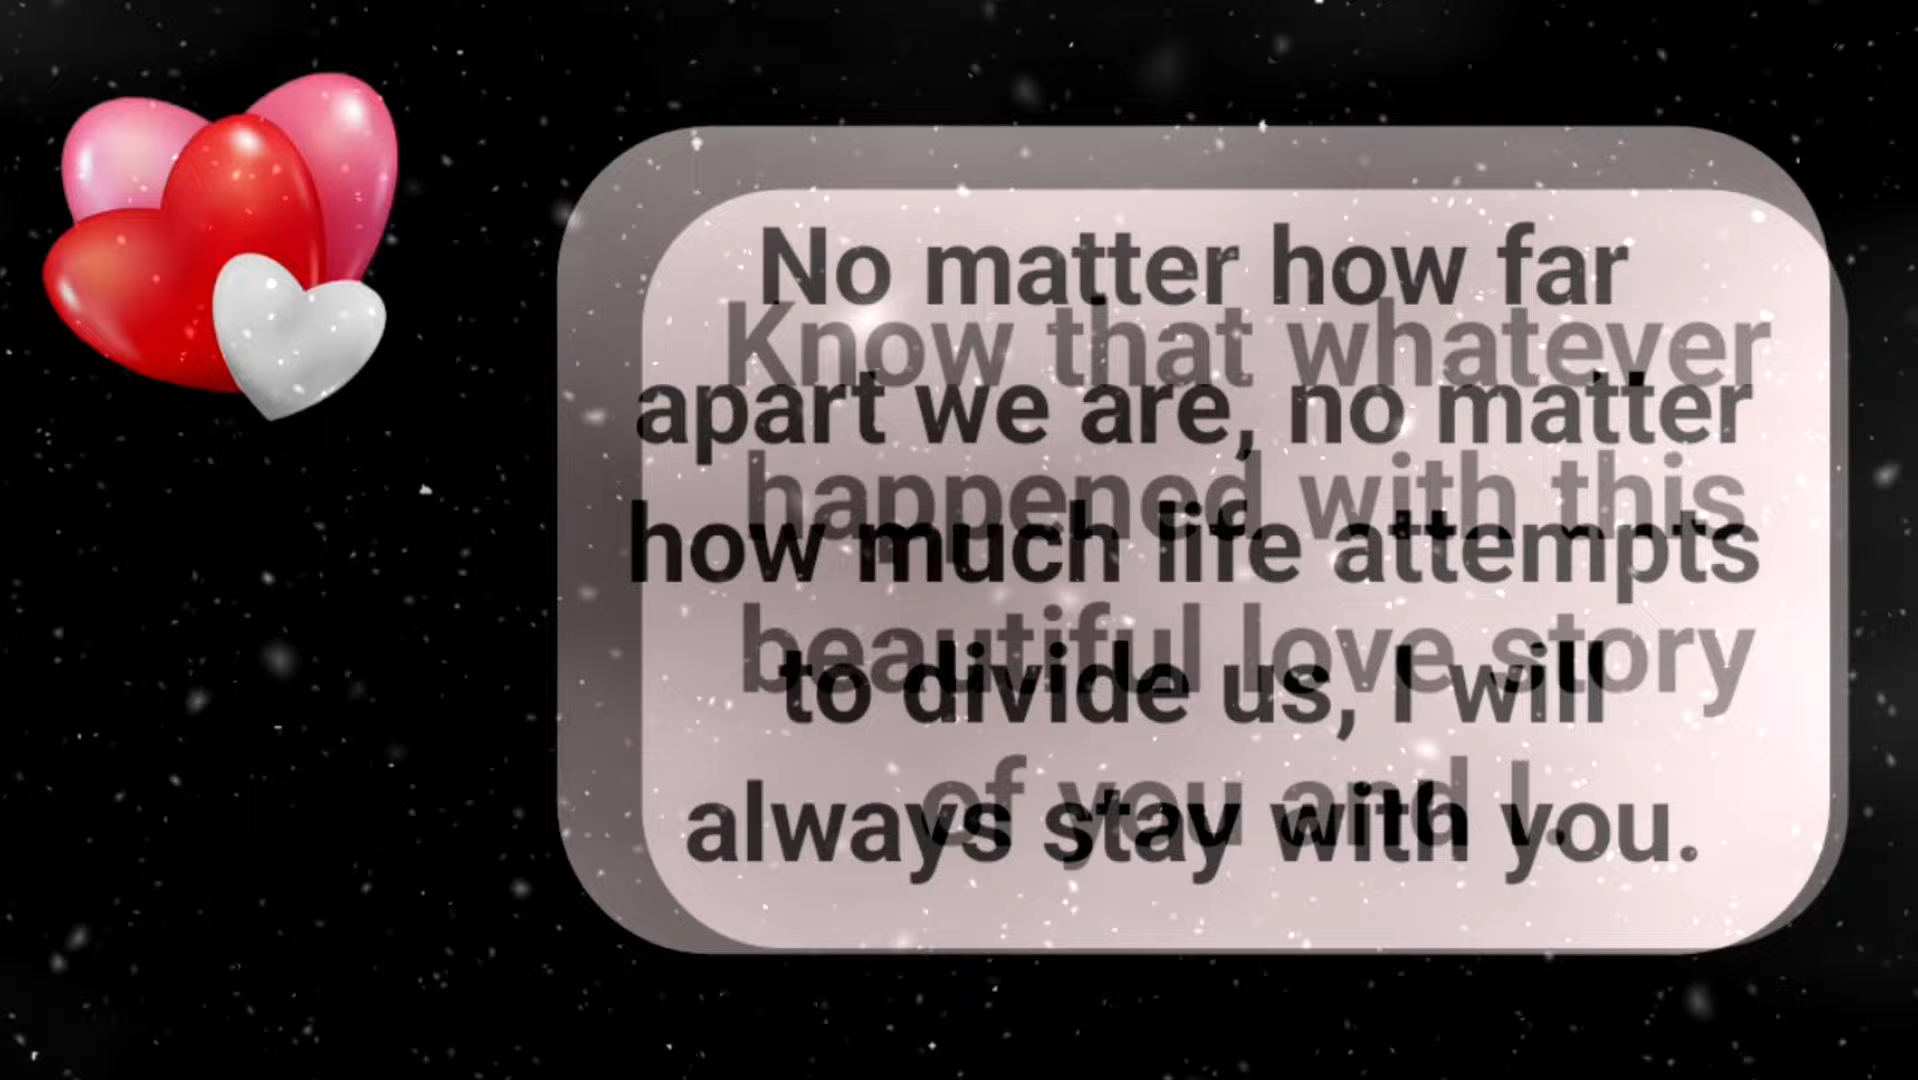 No matter how far
apart we are, no matter
how much life attempts
to divide us, I will
always stay with you.
Know that whatever
happened with this
beautiful love story
of you and I.